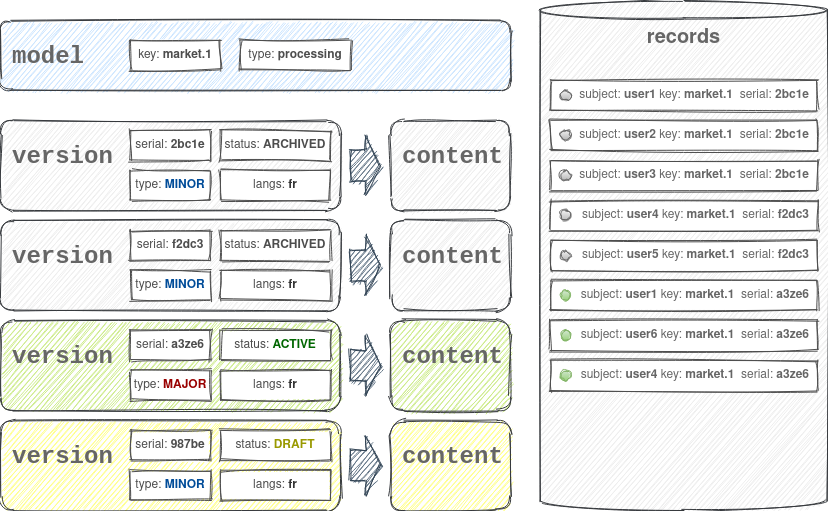 model
key: market.1
type: processing
version
serial: 2bc1e
status: ARCHIVED
type: MINOR
langs: fr
content
version
serial: f2dc3
status: ARCHIVED
type: MINOR
langs: fr
content
version
serial: a3ze6
status: ACTIVE
type: MAJOR
langs: fr
content
version
serial: 987be
status: DRAFT
type: MINOR
langs: fr
content
records
subject: user1 key: market.1 serial: 2bc1e
subject: user2 key: market.1 serial: 2bc1e
subject: user3 key: market.1 serial: 2bc1e
subject: user4 key: market.1 serial: f2dc3
subject: user5 key: market.1 serial: f2dc3
subject: user1 key: market.1 serial: a3ze6
subject: user6 key: market.1 serial: a3ze6
subject: user4 key: market.1 serial: a3ze6